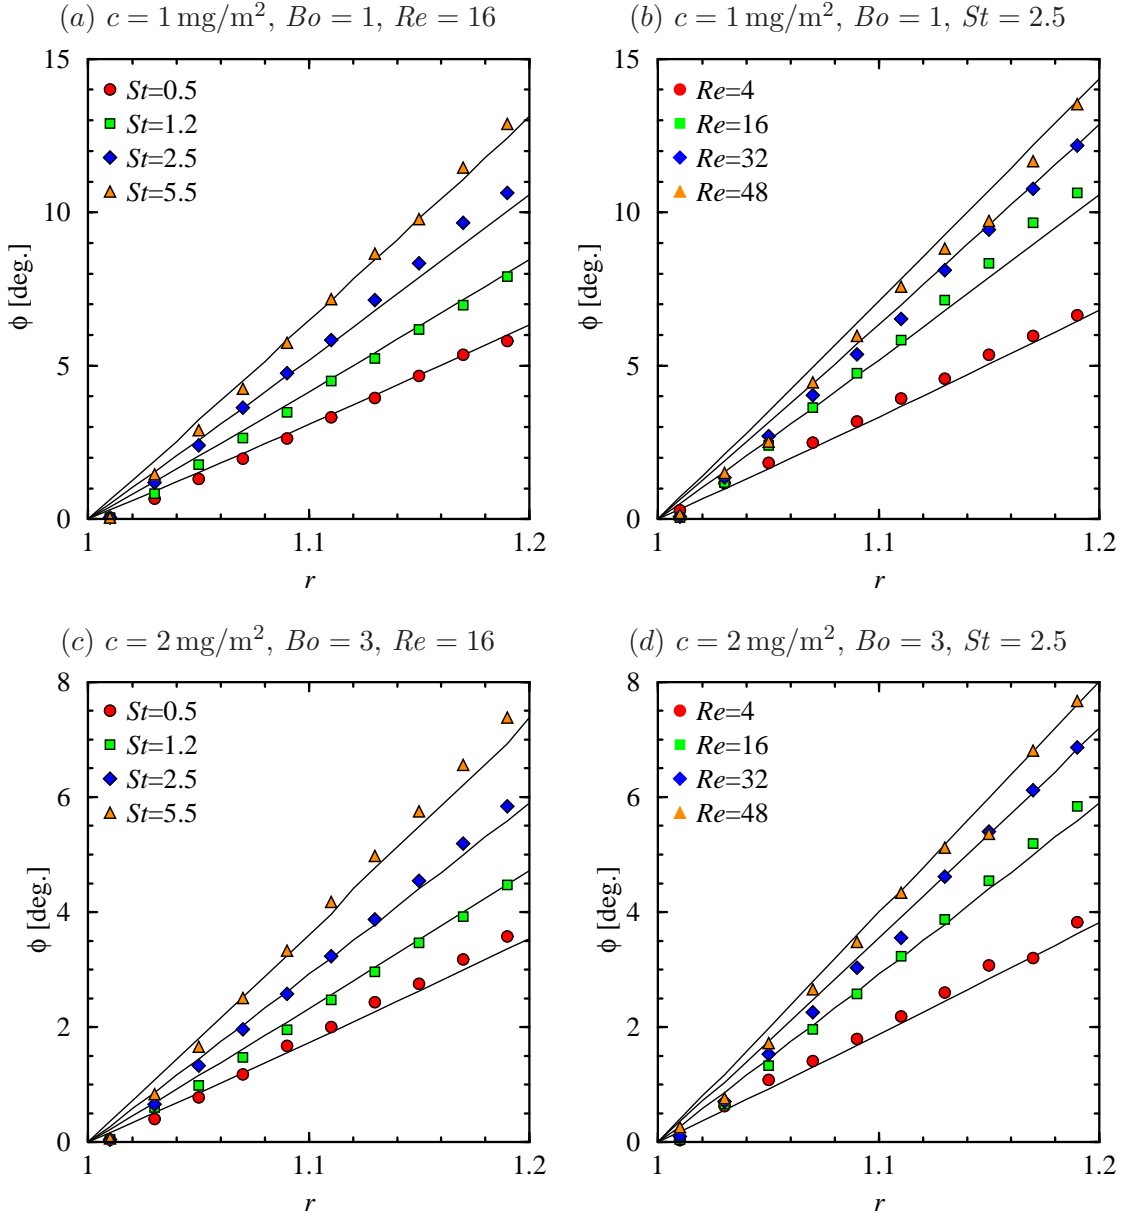 (a) c = 1 mg/m², Bo = 1, Re = 16
15
10
5
0
1
1.1
1.2
ϕ [deg.]
r
St=0.5
St=1.2
St=2.5
St=5.5
(b) c = 1 mg/m², Bo = 1, St = 2.5
15
10
5
0
1
1.1
1.2
ϕ [deg.]
r
Re=4
Re=16
Re=32
Re=48
(c) c = 2 mg/m², Bo = 3, Re = 16
8
6
4
2
0
1
1.1
1.2
ϕ [deg.]
r
St=0.5
St=1.2
St=2.5
St=5.5
(d) c = 2 mg/m², Bo = 3, St = 2.5
8
6
4
2
0
1
1.1
1.2
ϕ [deg.]
r
Re=4
Re=16
Re=32
Re=48